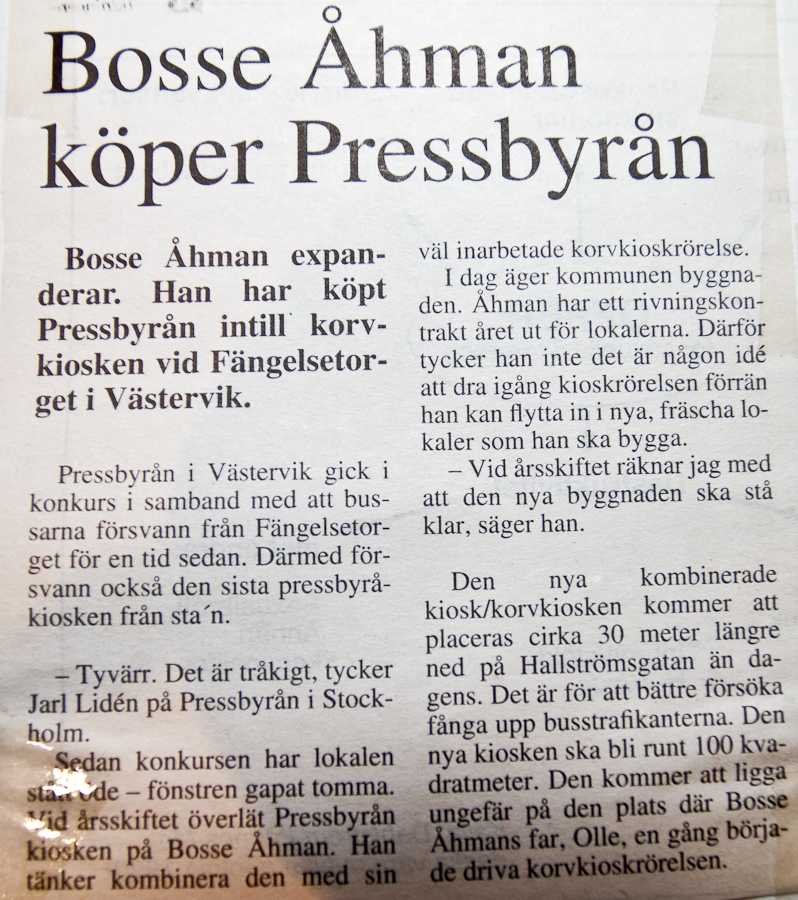 Bosse Åhman
köper Pressbyrån
Bosse Åhman expan-
derar. Han har köpt
Pressbyrån intill korv-
kiosken vid Fängelsetor-
get i Västervik.
Pressbyrån i Västervik gick i
konkurs i samband med att bus-
sarna försvann från Fängelsetor-
get för en tid sedan. Därmed för-
svann också den sista pressbyrå-
kiosken från sta´n.
– Tyvärr. Det är tråkigt, tycker
Jarl Lidén på Pressbyrån i Stock-
holm.
Sedan konkursen har lokalen
stått öde – fönstren gapat tomma.
Vid årsskiftet överlät Pressbyrån
kiosken på Bosse Åhman. Han
tänker kombinera den med sin
väl inarbetade korvkioskrörelse.
I dag äger kommunen byggna-
den. Åhman har ett rivningskon-
trakt året ut för lokalerna. Därför
tycker han inte det är någon idé
att dra igång kioskrörelsen förrän
han kan flytta in i nya, fräscha lo-
kaler som han ska bygga.
– Vid årsskiftet räknar jag med
att den nya byggnaden ska stå
klar, säger han.
Den nya kombinerade
kiosk/korvkiosken kommer att
placeras cirka 30 meter längre
ned på Hallströmsgatan än da-
gens. Det är för att bättre försöka
fånga upp busstrafikanterna. Den
nya kiosken ska bli runt 100 kva-
dratmeter. Den kommer att ligga
ungefär på den plats där Bosse
Åhmans far, Olle, en gång börja-
de driva korvkioskrörelsen.